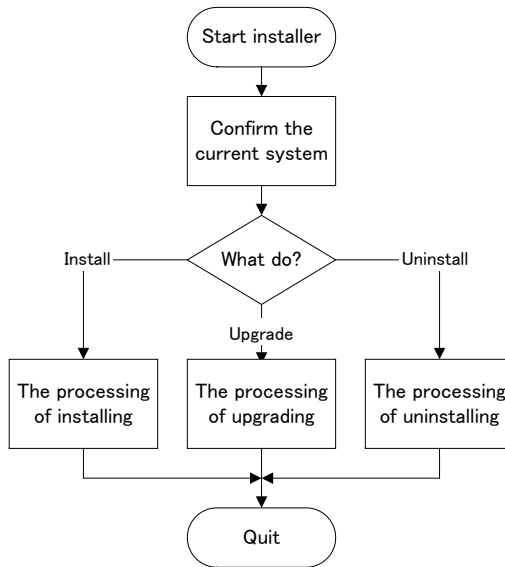 Start installer
Confirm the
current system
What do?
Install
Uninstall
Upgrade
The processing
of installing
The processing
of upgrading
The processing
of uninstalling
Quit